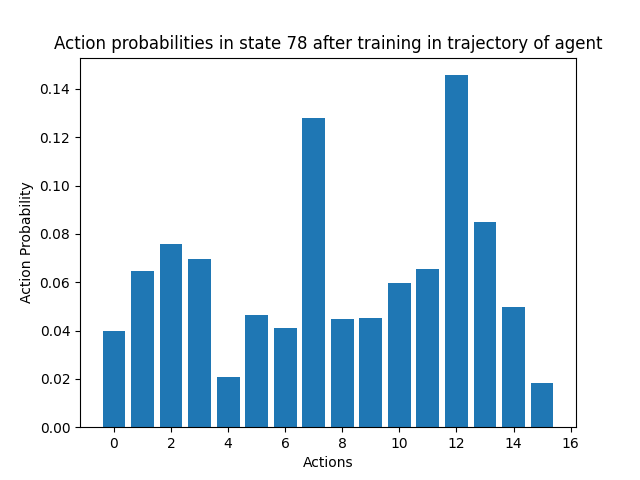 Action probabilities in state 78 after training in trajectory of agent
0.14
0.12
0.10
0.08
0.06
0.04
0.02
0.00
Action Probability
0 2 4 6 8 10 12 14 16
Actions